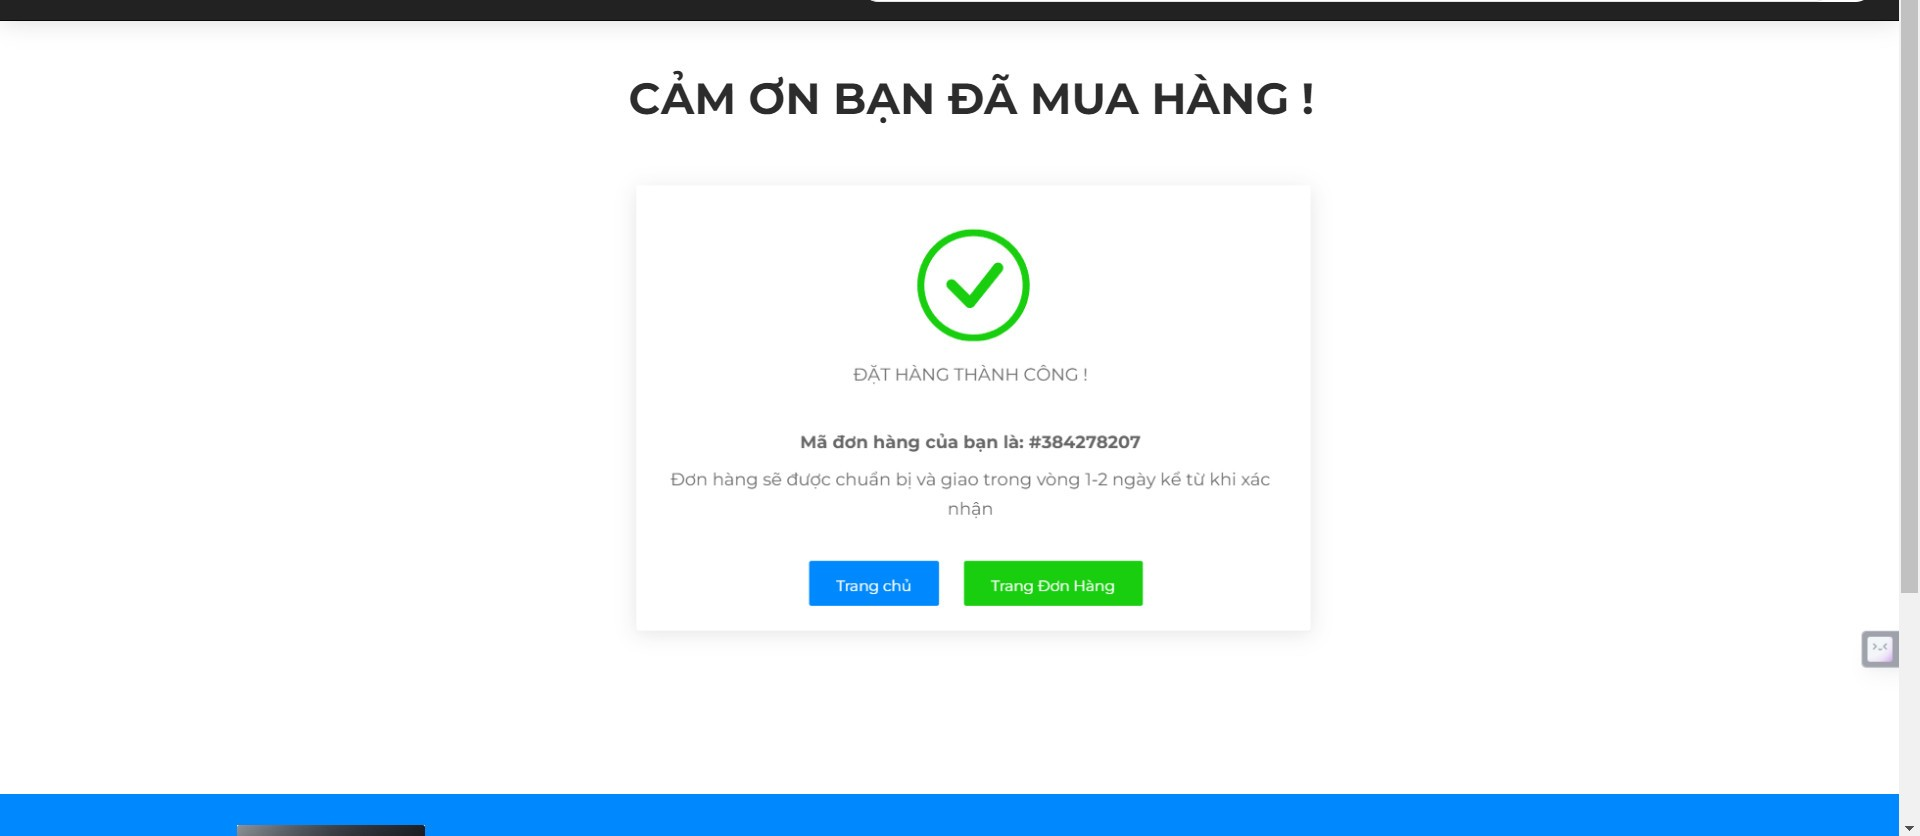 CẢM ƠN BẠN ĐÃ MUA HÀNG !
ĐẶT HÀNG THÀNH CÔNG !
Mã đơn hàng của bạn là: #384278207
Đơn hàng sẽ được chuẩn bị và giao trong vòng 1-2 ngày kể từ khi xác
nhận
Trang chủ
Trang Đơn Hàng